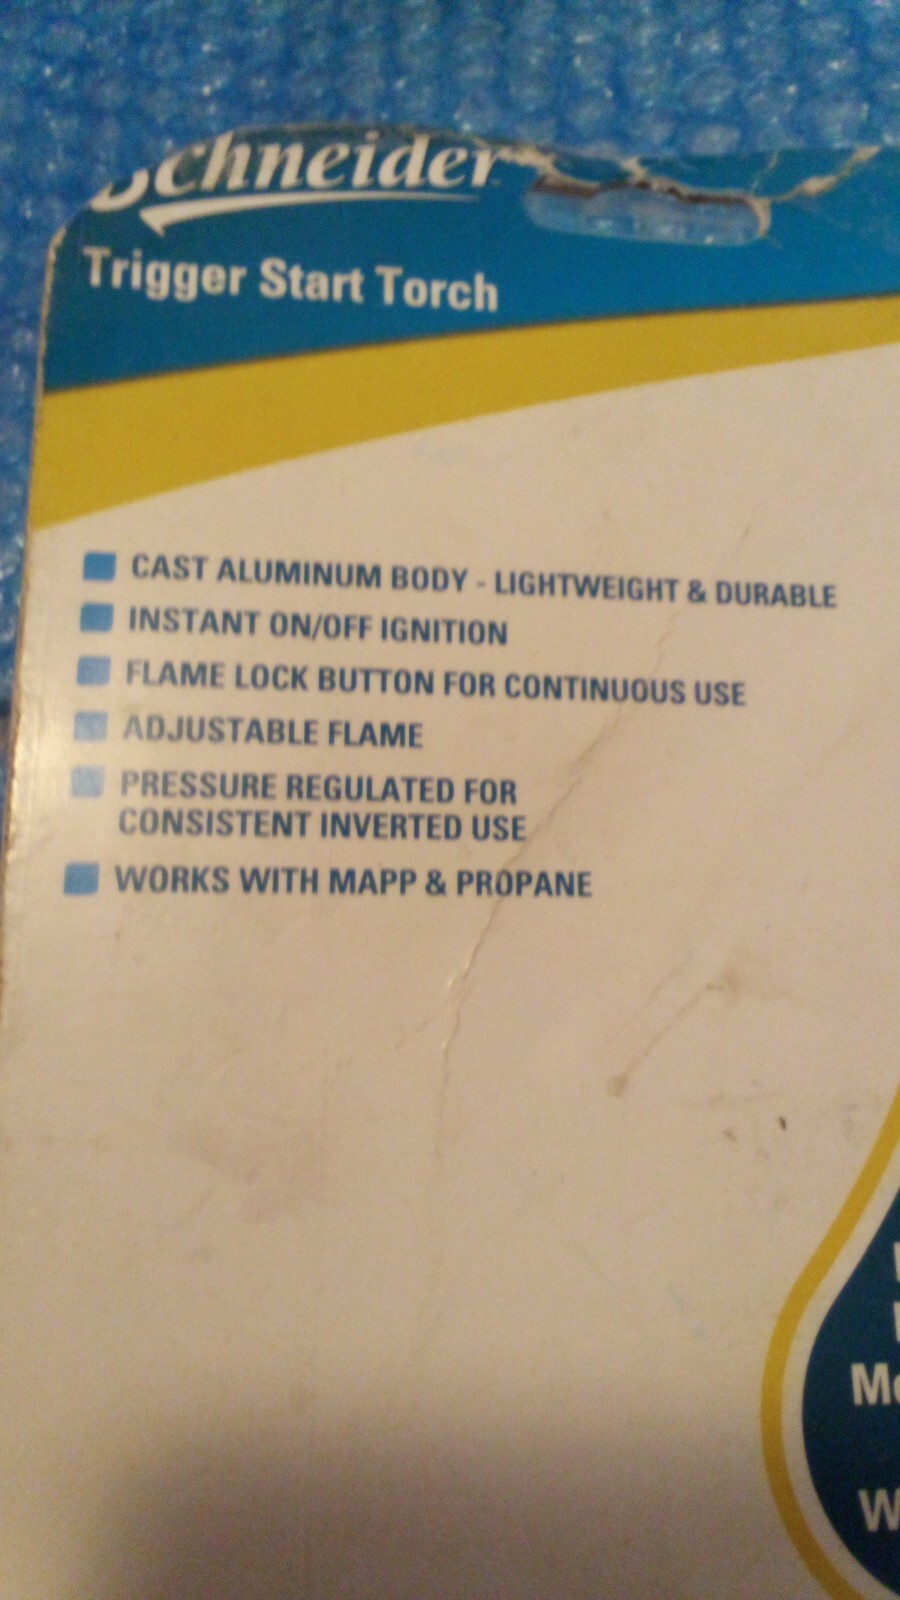 Schneider
Trigger Start Torch
CAST ALUMINUM BODY - LIGHTWEIGHT & DURABLE
INSTANT ON/OFF IGNITION
FLAME LOCK BUTTON FOR CONTINUOUS USE
ADJUSTABLE FLAME
PRESSURE REGULATED FOR
CONSISTENT INVERTED USE
WORKS WITH MAPP & PROPANE